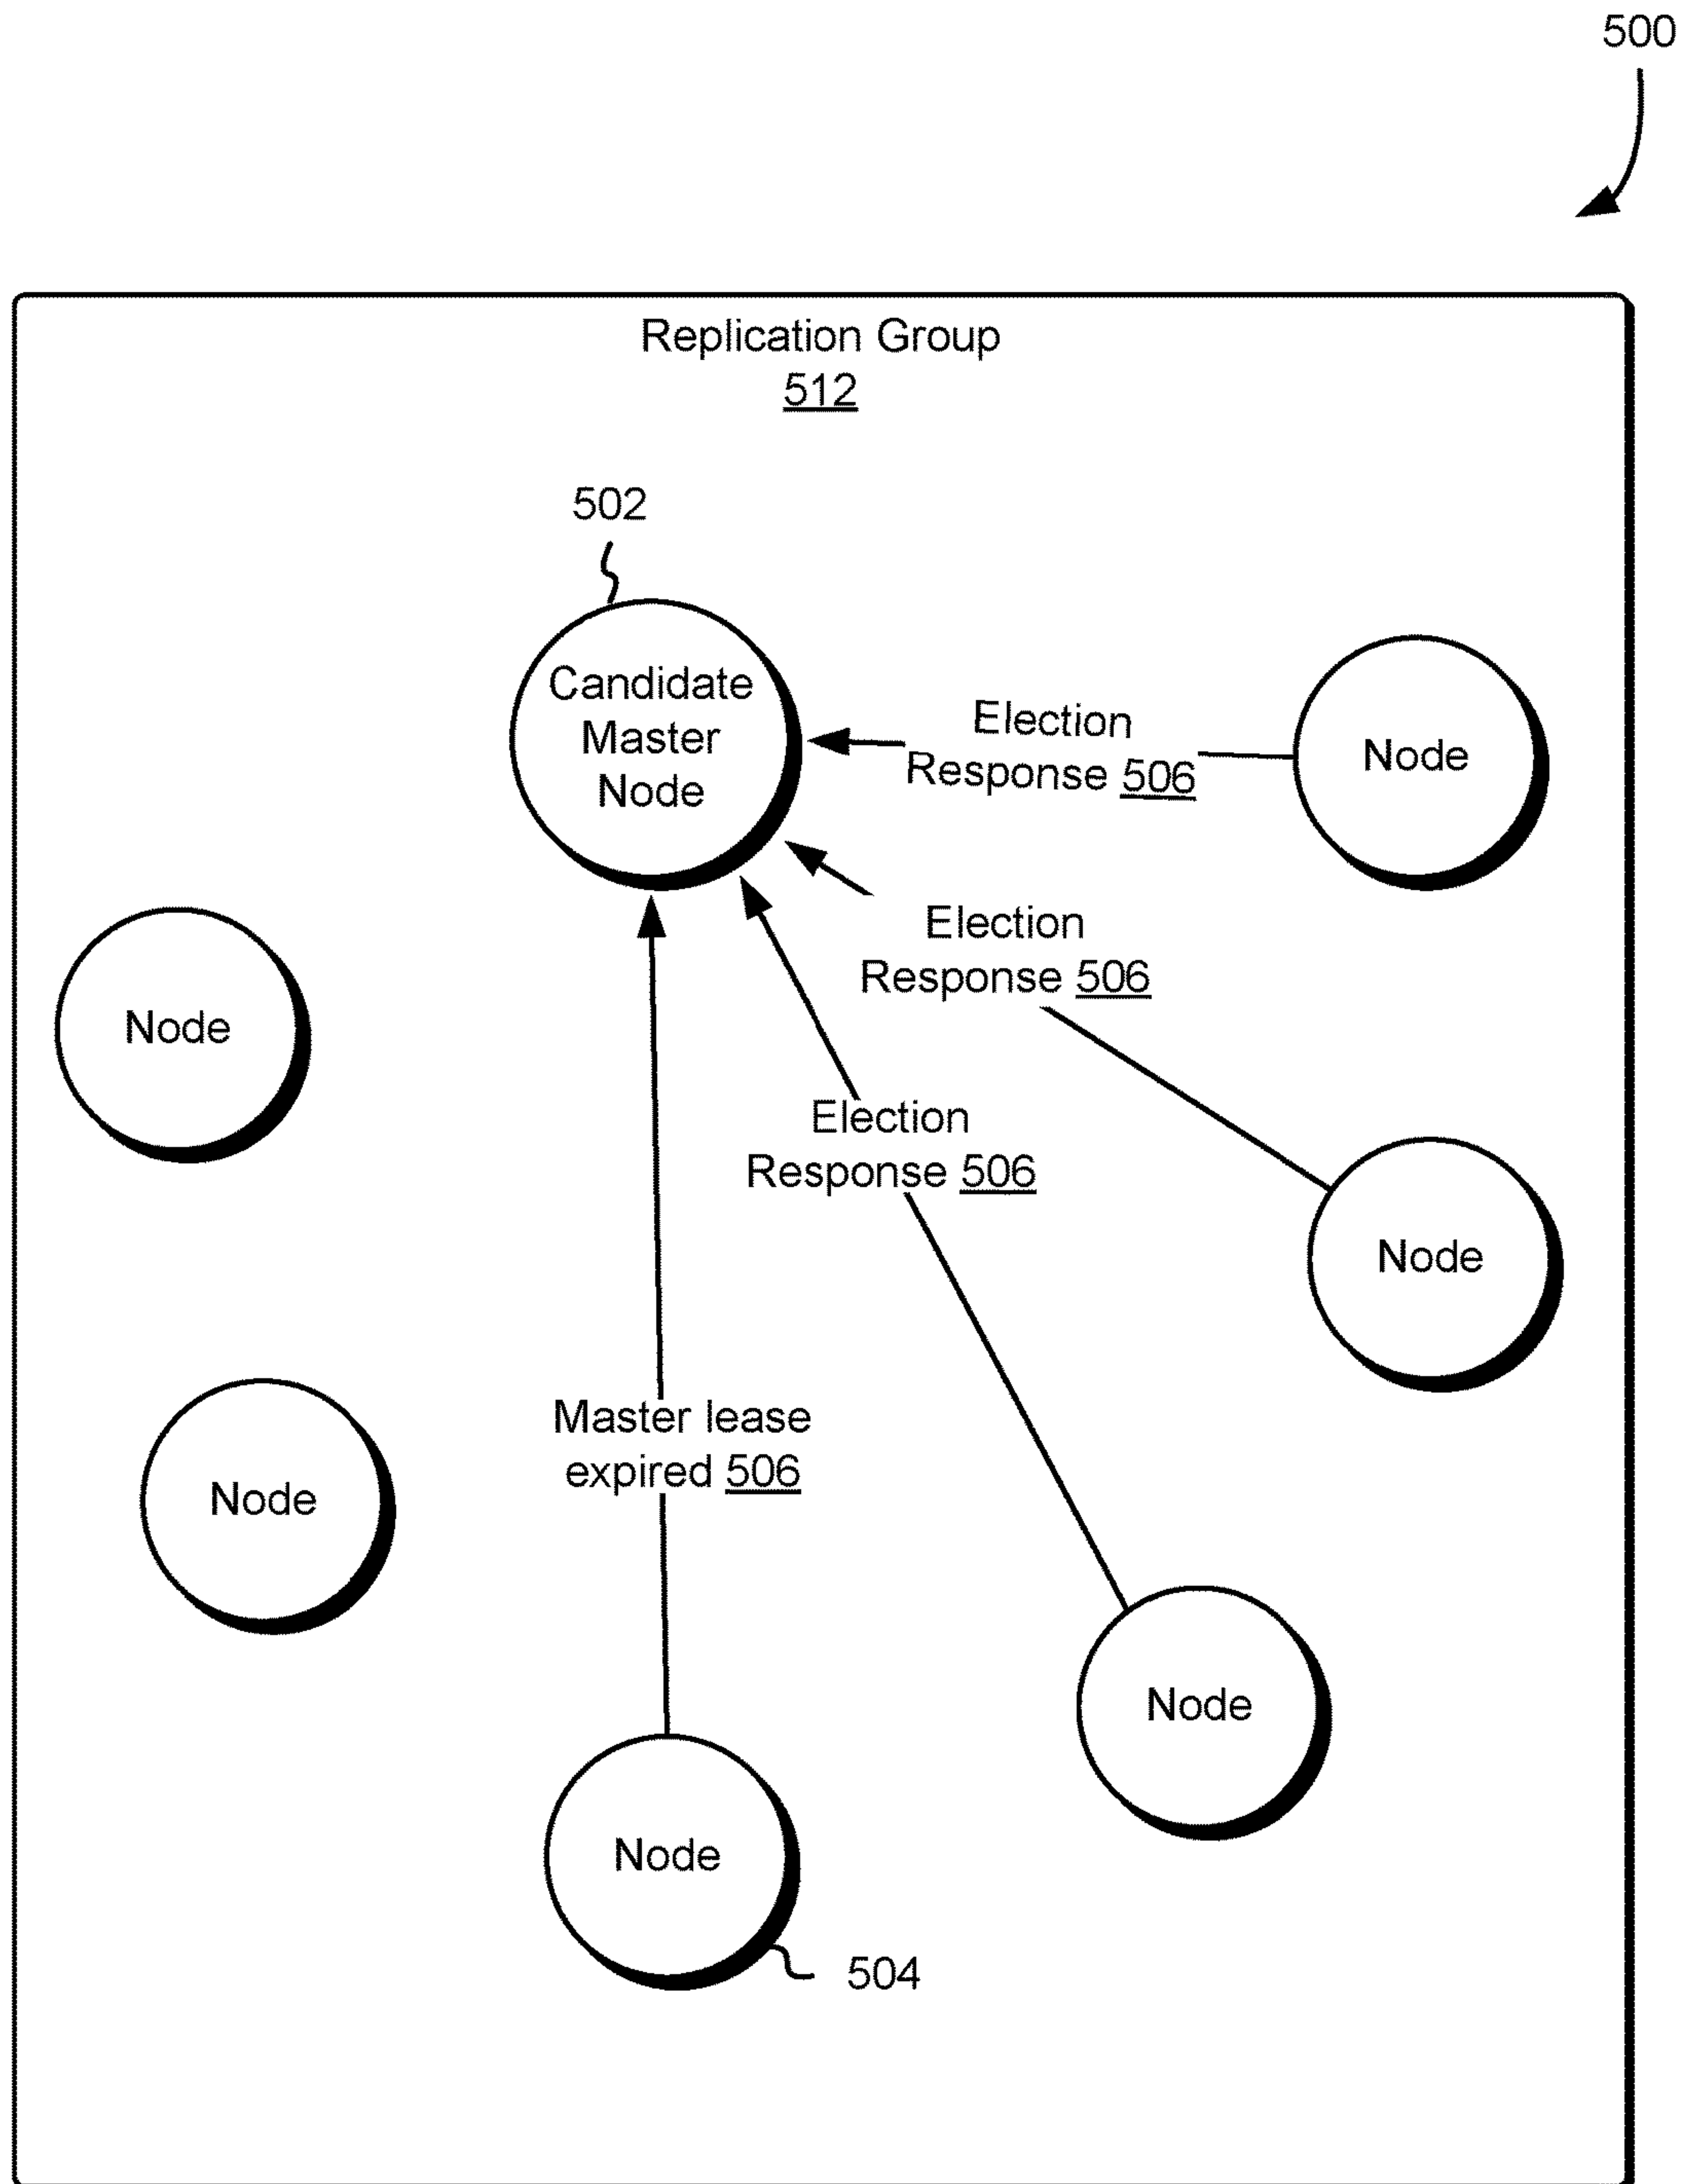 500
Replication Group
512
502
Candidate
Master
Node
Election
Response 506
Node
Election
Response 506
Node
Election
Response 506
Node
Master lease
expired 506
Node
Node
Node
504